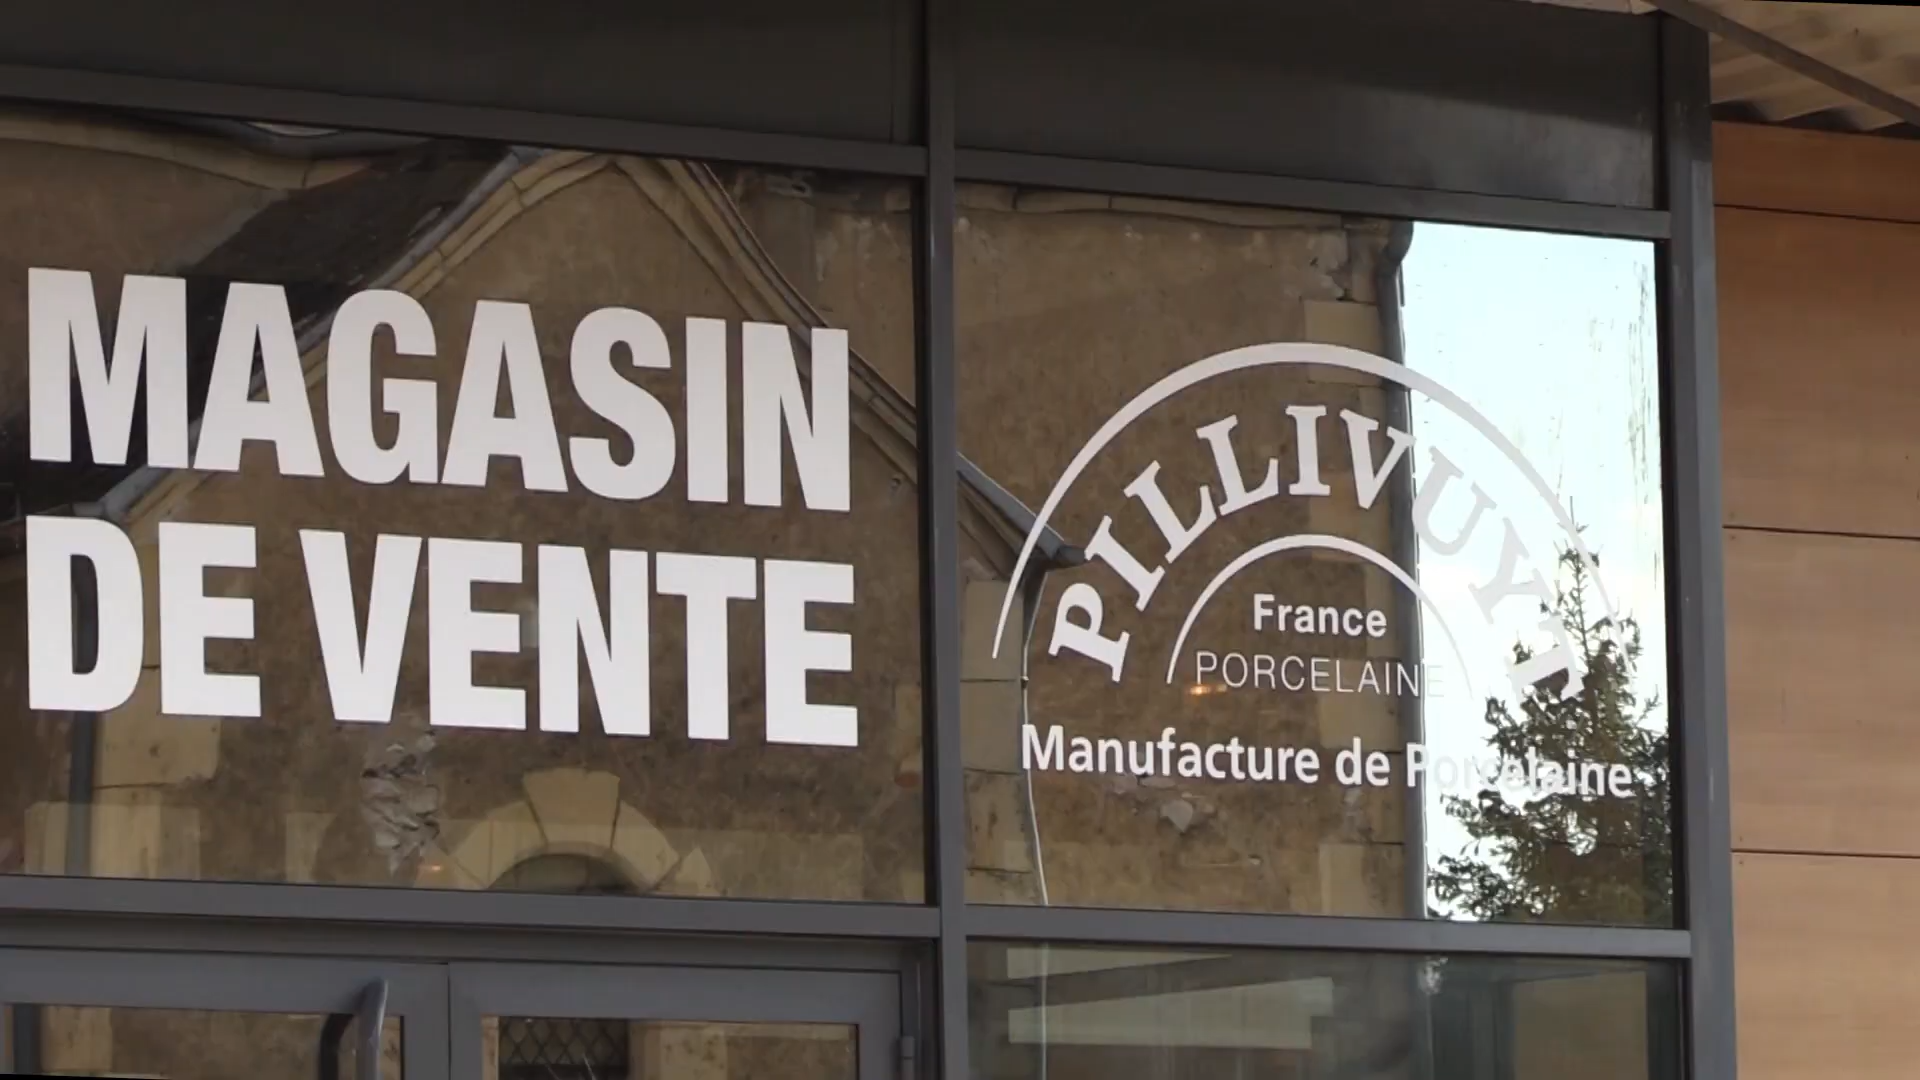 MAGASIN
DE VENTE
PILLIVUYT
France
PORCELAINE
Manufacture de Porcelaine